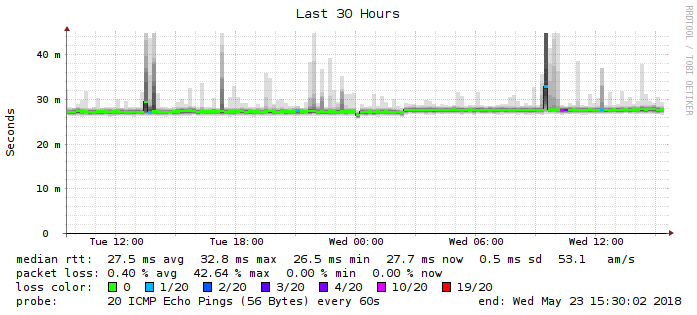 Last 30 Hours
RRDTOOL / TOBI OETIKER
Seconds
40 m
30 m
20 m
10 m
0
Tue 12:00 Tue 18:00 Wed 00:00 Wed 06:00 Wed 12:00
median rtt: 27.5 ms avg 32.8 ms max 26.5 ms min 27.7 ms now 0.5 ms sd 53.1 am/s
packet loss: 0.40 % avg 42.64 % max 0.00 % min 0.00 % now
loss color: 0 1/20 2/20 3/20 4/20 10/20 19/20
probe: 20 ICMP Echo Pings (56 Bytes) every 60s end: Wed May 23 15:30:02 2018